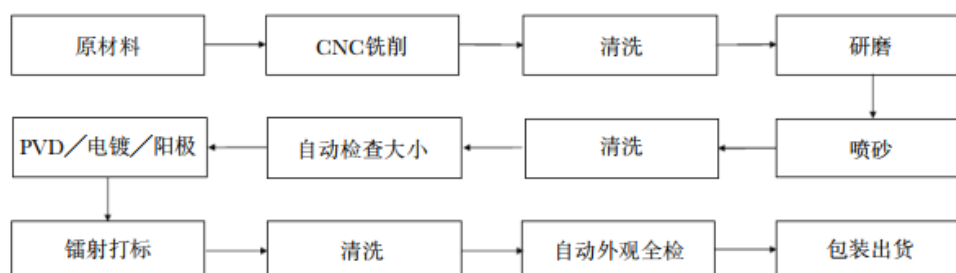 原材料
CNC铣削
清洗
研磨
PVD／电镀／阳极
自动检查大小
清洗
喷砂
镭射打标
清洗
自动外观全检
包装出货